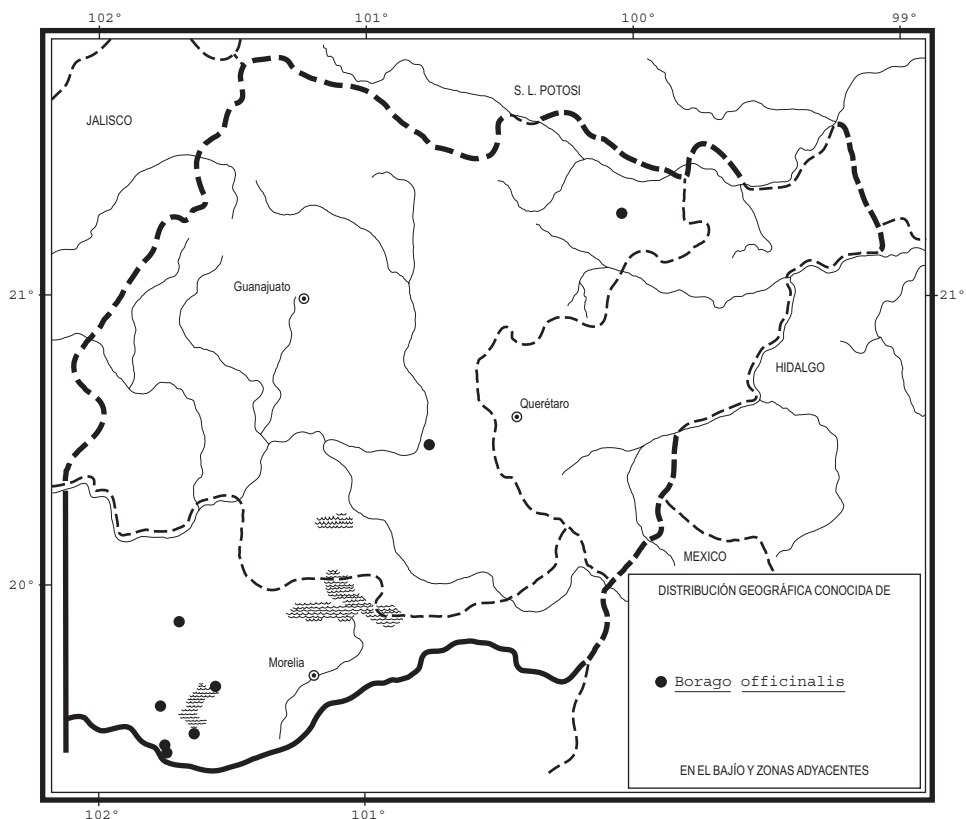 102°
101°
100°
99°
S. L. POTOSI
JALISCO
Guanajuato
21°
21°
HIDALGO
Querétaro
MEXICO
20°
DISTRIBUCIÓN GEOGRÁFICA CONOCIDA DE
Morelia
Borago officinalis
EN EL BAJÍO Y ZONAS ADYACENTES
102°
101°